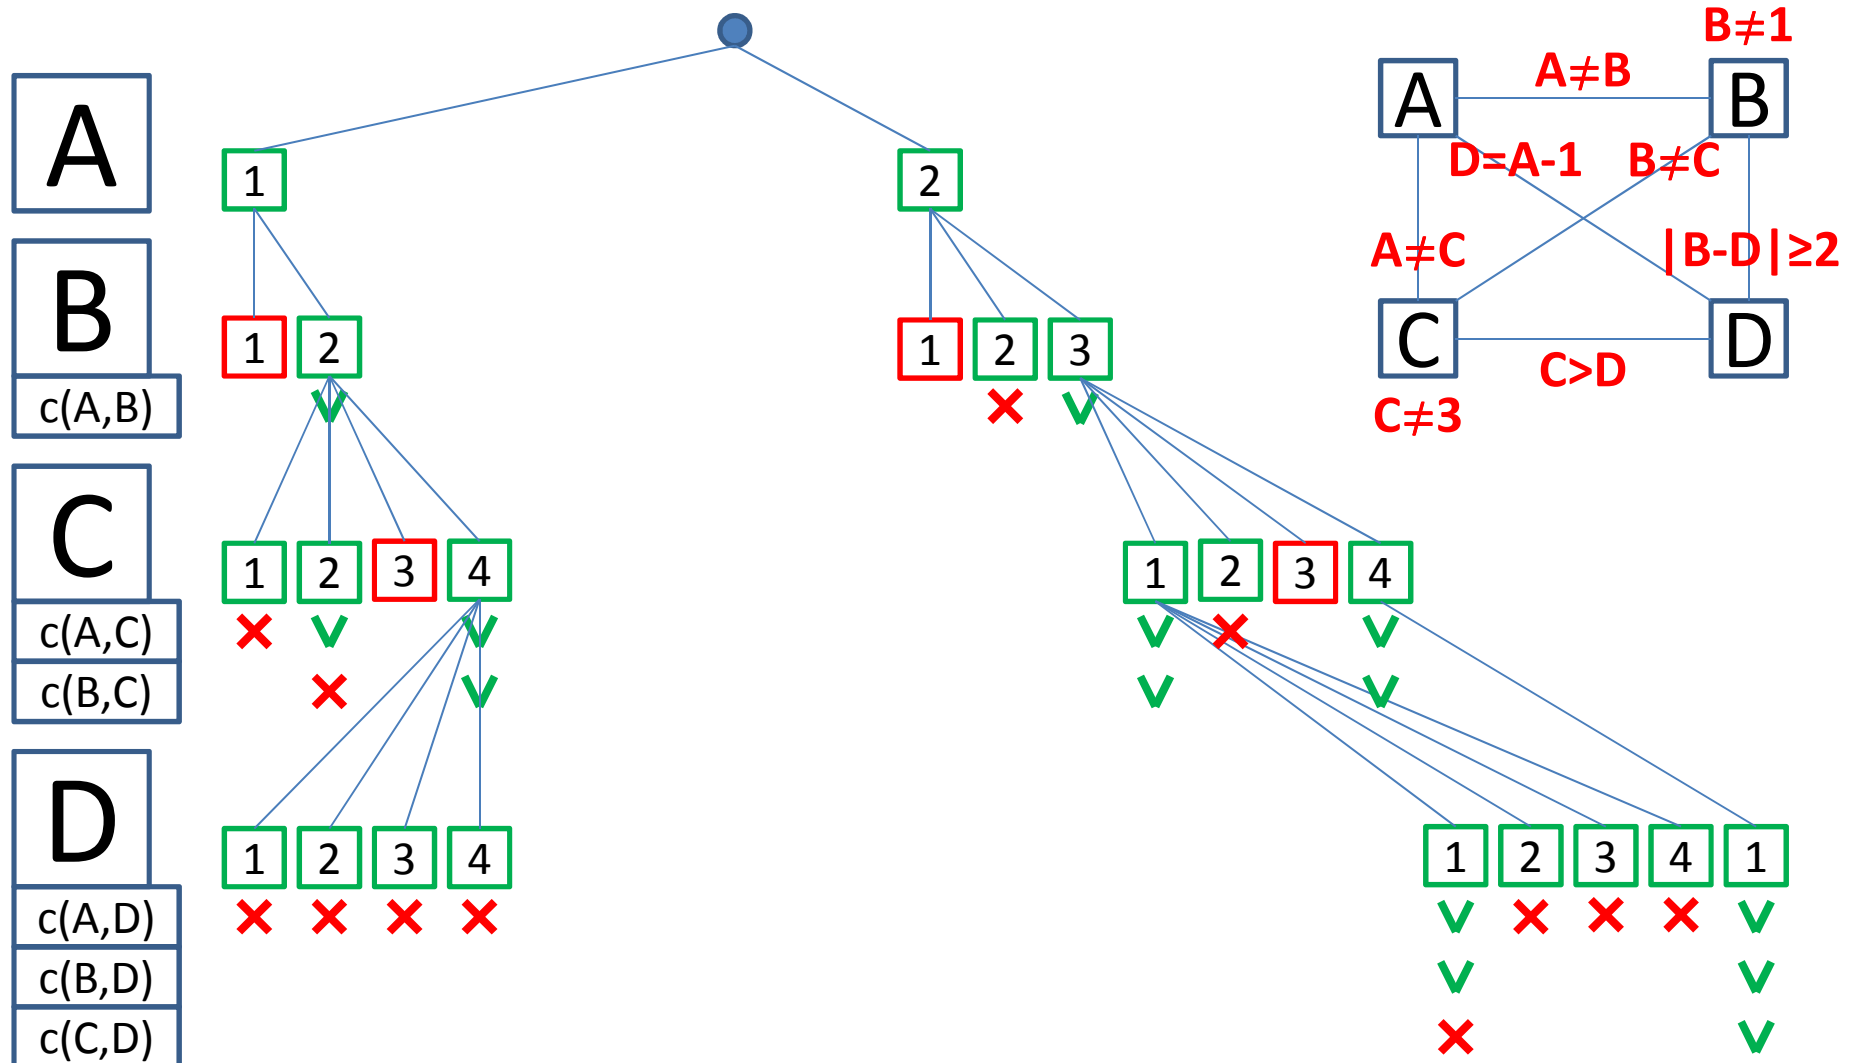 B≠1
A≠B
A
A
B
1
2
D=A-1
B≠C
A≠C
|B-D|≥2
B
1
2
1
2
3
C
D
C>D
c(A,B)
C≠3
C
1
2
3
4
1
2
3
4
c(A,C)
c(B,C)
D
1
2
3
4
1
2
3
4
1
c(A,D)
c(B,D)
c(C,D)